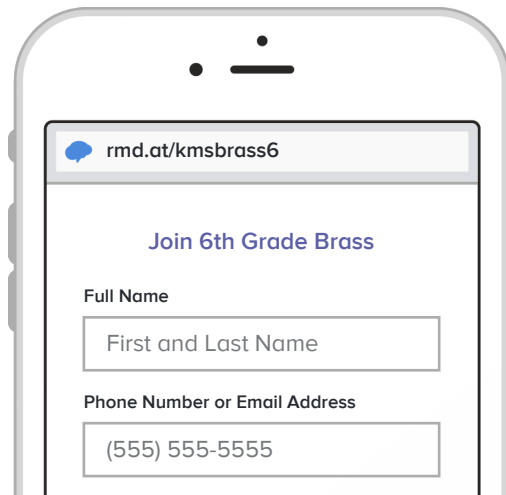 rmd.at/kmsbrass6
Join 6th Grade Brass
Full Name
First and Last Name
Phone Number or Email Address
(555) 555-5555